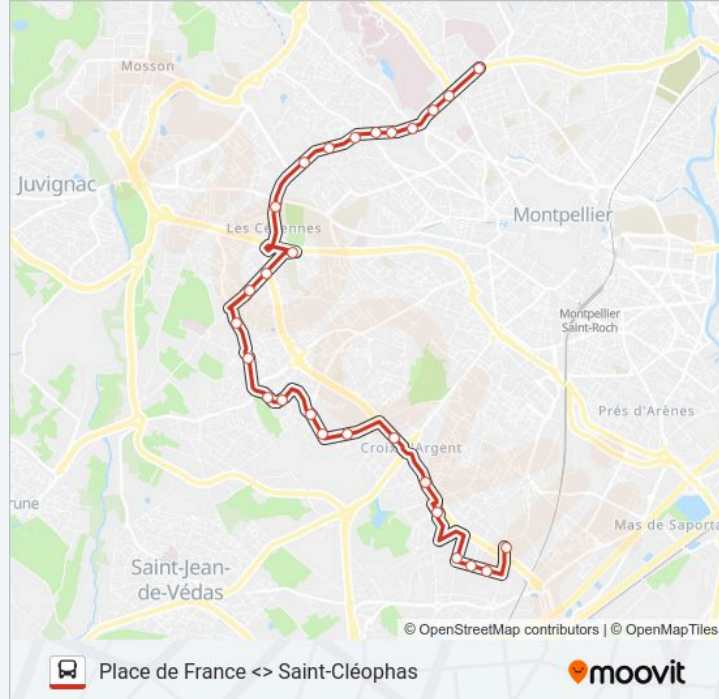 Mosson
Juvignac
Les Cévennes
Montpellier
Montpellier
Saint-Roch
Prés d'Arènes
Croix d'Argent
rune
Mas de Saporta
Saint-Jean-
de-Védas
© OpenStreetMap contributors | © OpenMapTiles
Place de France <> Saint-Cléophas
moovit